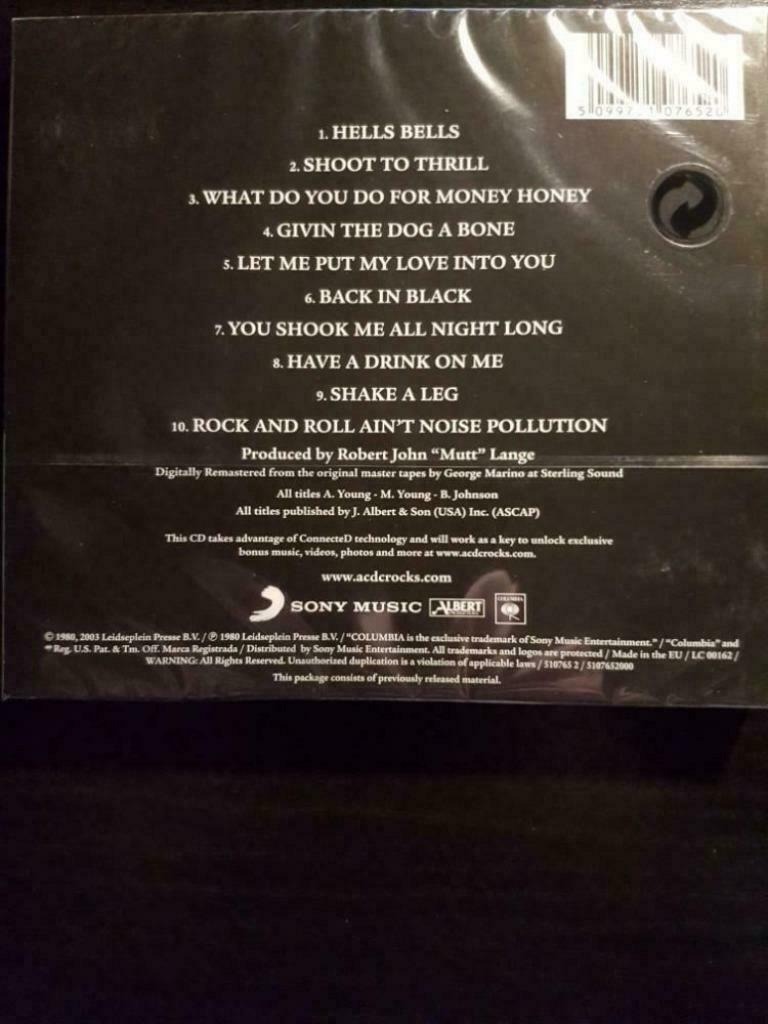 5 099751 076520
1. HELLS BELLS
2. SHOOT TO THRILL
3. WHAT DO YOU DO FOR MONEY HONEY
4. GIVIN THE DOG A BONE
5. LET ME PUT MY LOVE INTO YOU
6. BACK IN BLACK
7. YOU SHOOK ME ALL NIGHT LONG
8. HAVE A DRINK ON ME
9. SHAKE A LEG
10. ROCK AND ROLL AIN'T NOISE POLLUTION
Produced by Robert John "Mutt" Lange
Digitally Remastered from the original master tapes by George Marino at Sterling Sound
All titles A. Young - M. Young - B. Johnson
All titles published by J. Albert & Son (USA) Inc. (ASCAP)
This CD takes advantage of ConnecteD technology and will work as a key to unlock exclusive
bonus music, videos, photos and more at www.acdcrocks.com.
www.acdcrocks.com
SONY MUSIC ALBERT COLUMBIA
© 1980, 2003 Leidseplein Presse B.V. / ℗ 1980 Leidseplein Presse B.V. / "COLUMBIA is the exclusive trademark of Sony Music Entertainment." / "Columbia" and
Reg. U.S. Pat. & Tm. Off. Marca Registrada / Distributed by Sony Music Entertainment. All trademarks and logos are protected / Made in the EU / LC 00162 /
WARNING: All Rights Reserved. Unauthorized duplication is a violation of applicable laws / 510765 2 / 5107652000
This package consists of previously released material.